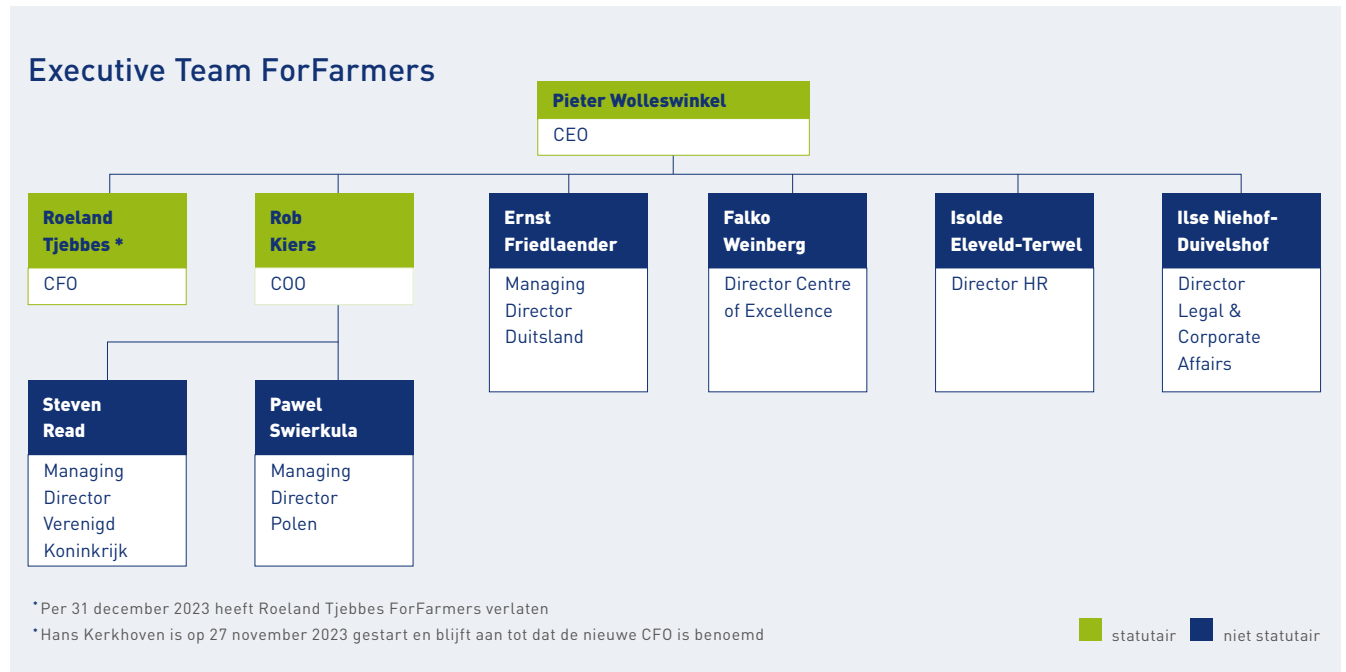 Executive Team ForFarmers
Pieter Wolleswinkel
CEO
Roeland
Tjebbes *
CFO
Rob
Kiers
COO
Ernst
Friedlaender
Managing
Director
Duitsland
Falko
Weinberg
Director Centre
of Excellence
Isolde
Eleveld-Terwel
Director HR
Ilse Niehof-
Duivelshof
Director
Legal &
Corporate
Affairs
Steven
Read
Managing
Director
Verenigd
Koninkrijk
Pawel
Swierkula
Managing
Director
Polen
*Per 31 december 2023 heeft Roeland Tjebbes ForFarmers verlaten
*Hans Kerkhoven is op 27 november 2023 gestart en blijft aan tot dat de nieuwe CFO is benoemd
statutair niet statutair